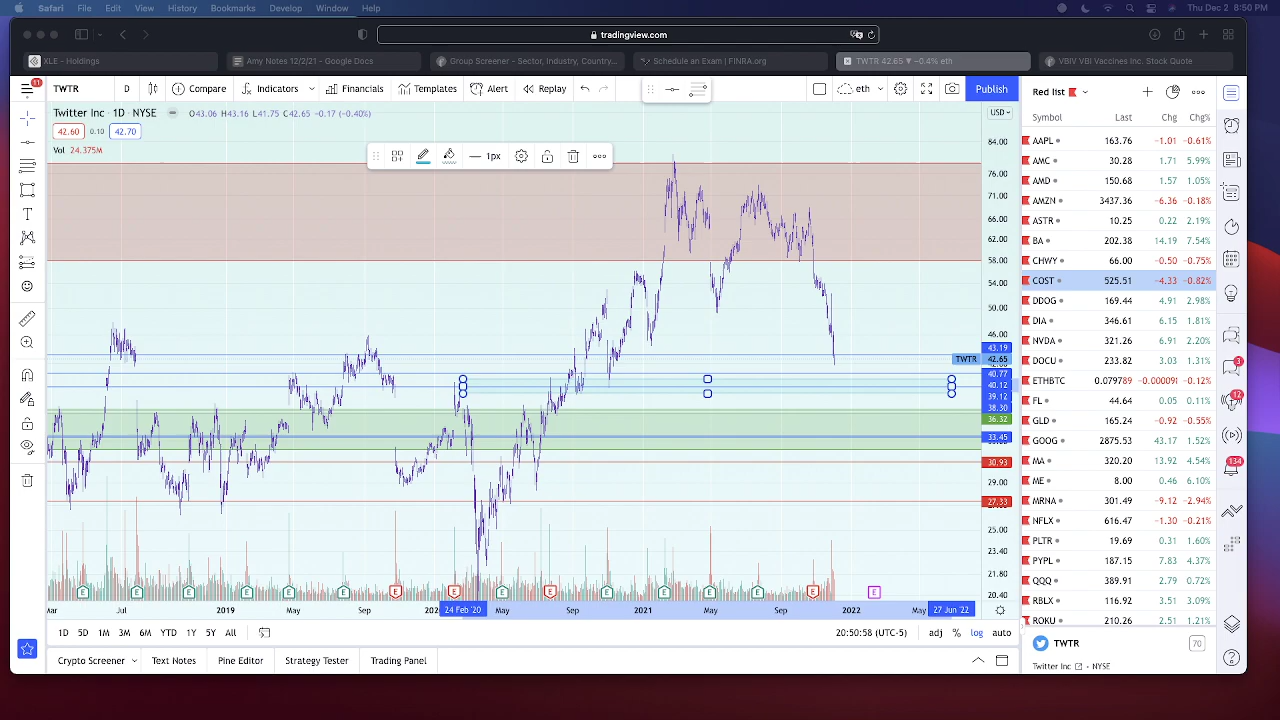 Safari File Edit View History Bookmarks Develop Window Help Thu Dec 2 8:50 PM
tradingview.com
XLE - Holdings Amy Notes 12/2/21 - Google Docs Group Screener - Sector, Industry, Country... Schedule an Exam | FINRA.org TWTR 42.65 ▼ −0.4% eth VBIV VBI Vaccines Inc. Stock Quote
51
TWTR D Compare Indicators Financials Templates Alert Replay eth Publish
Twitter Inc · 1D · NYSE O43.06 H43.16 L41.75 C42.65 −0.17 (−0.40%)
42.60 0.10 42.70
Vol 24.375M
1px
USD
84.00
76.00
71.00
66.00
62.00
58.00
54.00
50.00
46.00
43.19
TWTR 42.65
40.77
40.12
39.12
38.30
36.32
33.45
30.93
29.00
27.33
25.00
23.40
21.80
20.40
E E E E E E E E E E E E E E E
Mar Jul 2019 May Sep 202 24 Feb '20 May Sep 2021 May Sep 2022 May 27 Jun '22
1D 5D 1M 3M 6M YTD 1Y 5Y All 20:50:58 (UTC-5) adj % log auto
Crypto Screener Text Notes Pine Editor Strategy Tester Trading Panel
Red list
Symbol Last Chg Chg%
AAPL 163.76 −1.01 −0.61%
AMC 30.28 1.71 5.99%
AMD 150.68 1.57 1.05%
AMZN 3437.36 −6.36 −0.18%
ASTR 10.25 0.22 2.19%
BA 202.38 14.19 7.54%
CHWY 66.00 −0.50 −0.75%
COST 525.51 −4.33 −0.82%
DDOG 169.44 4.91 2.98%
DIA 346.61 6.15 1.81%
NVDA 321.26 6.91 2.20%
DOCU 233.82 3.03 1.31%
ETHBTC 0.079789 −0.000091 −0.12%
FL 44.64 0.05 0.11%
GLD 165.24 −0.92 −0.55%
GOOG 2875.53 43.17 1.52%
MA 320.20 13.92 4.54%
ME 8.00 0.46 6.10%
MRNA 301.49 −9.12 −2.94%
NFLX 616.47 −1.30 −0.21%
PLTR 19.69 0.31 1.60%
PYPL 187.15 7.83 4.37%
QQQ 389.91 2.79 0.72%
RBLX 116.92 3.51 3.09%
ROKU 210.26 2.51 1.21%
TWTR 70
Twitter Inc · NYSE
3
12
134